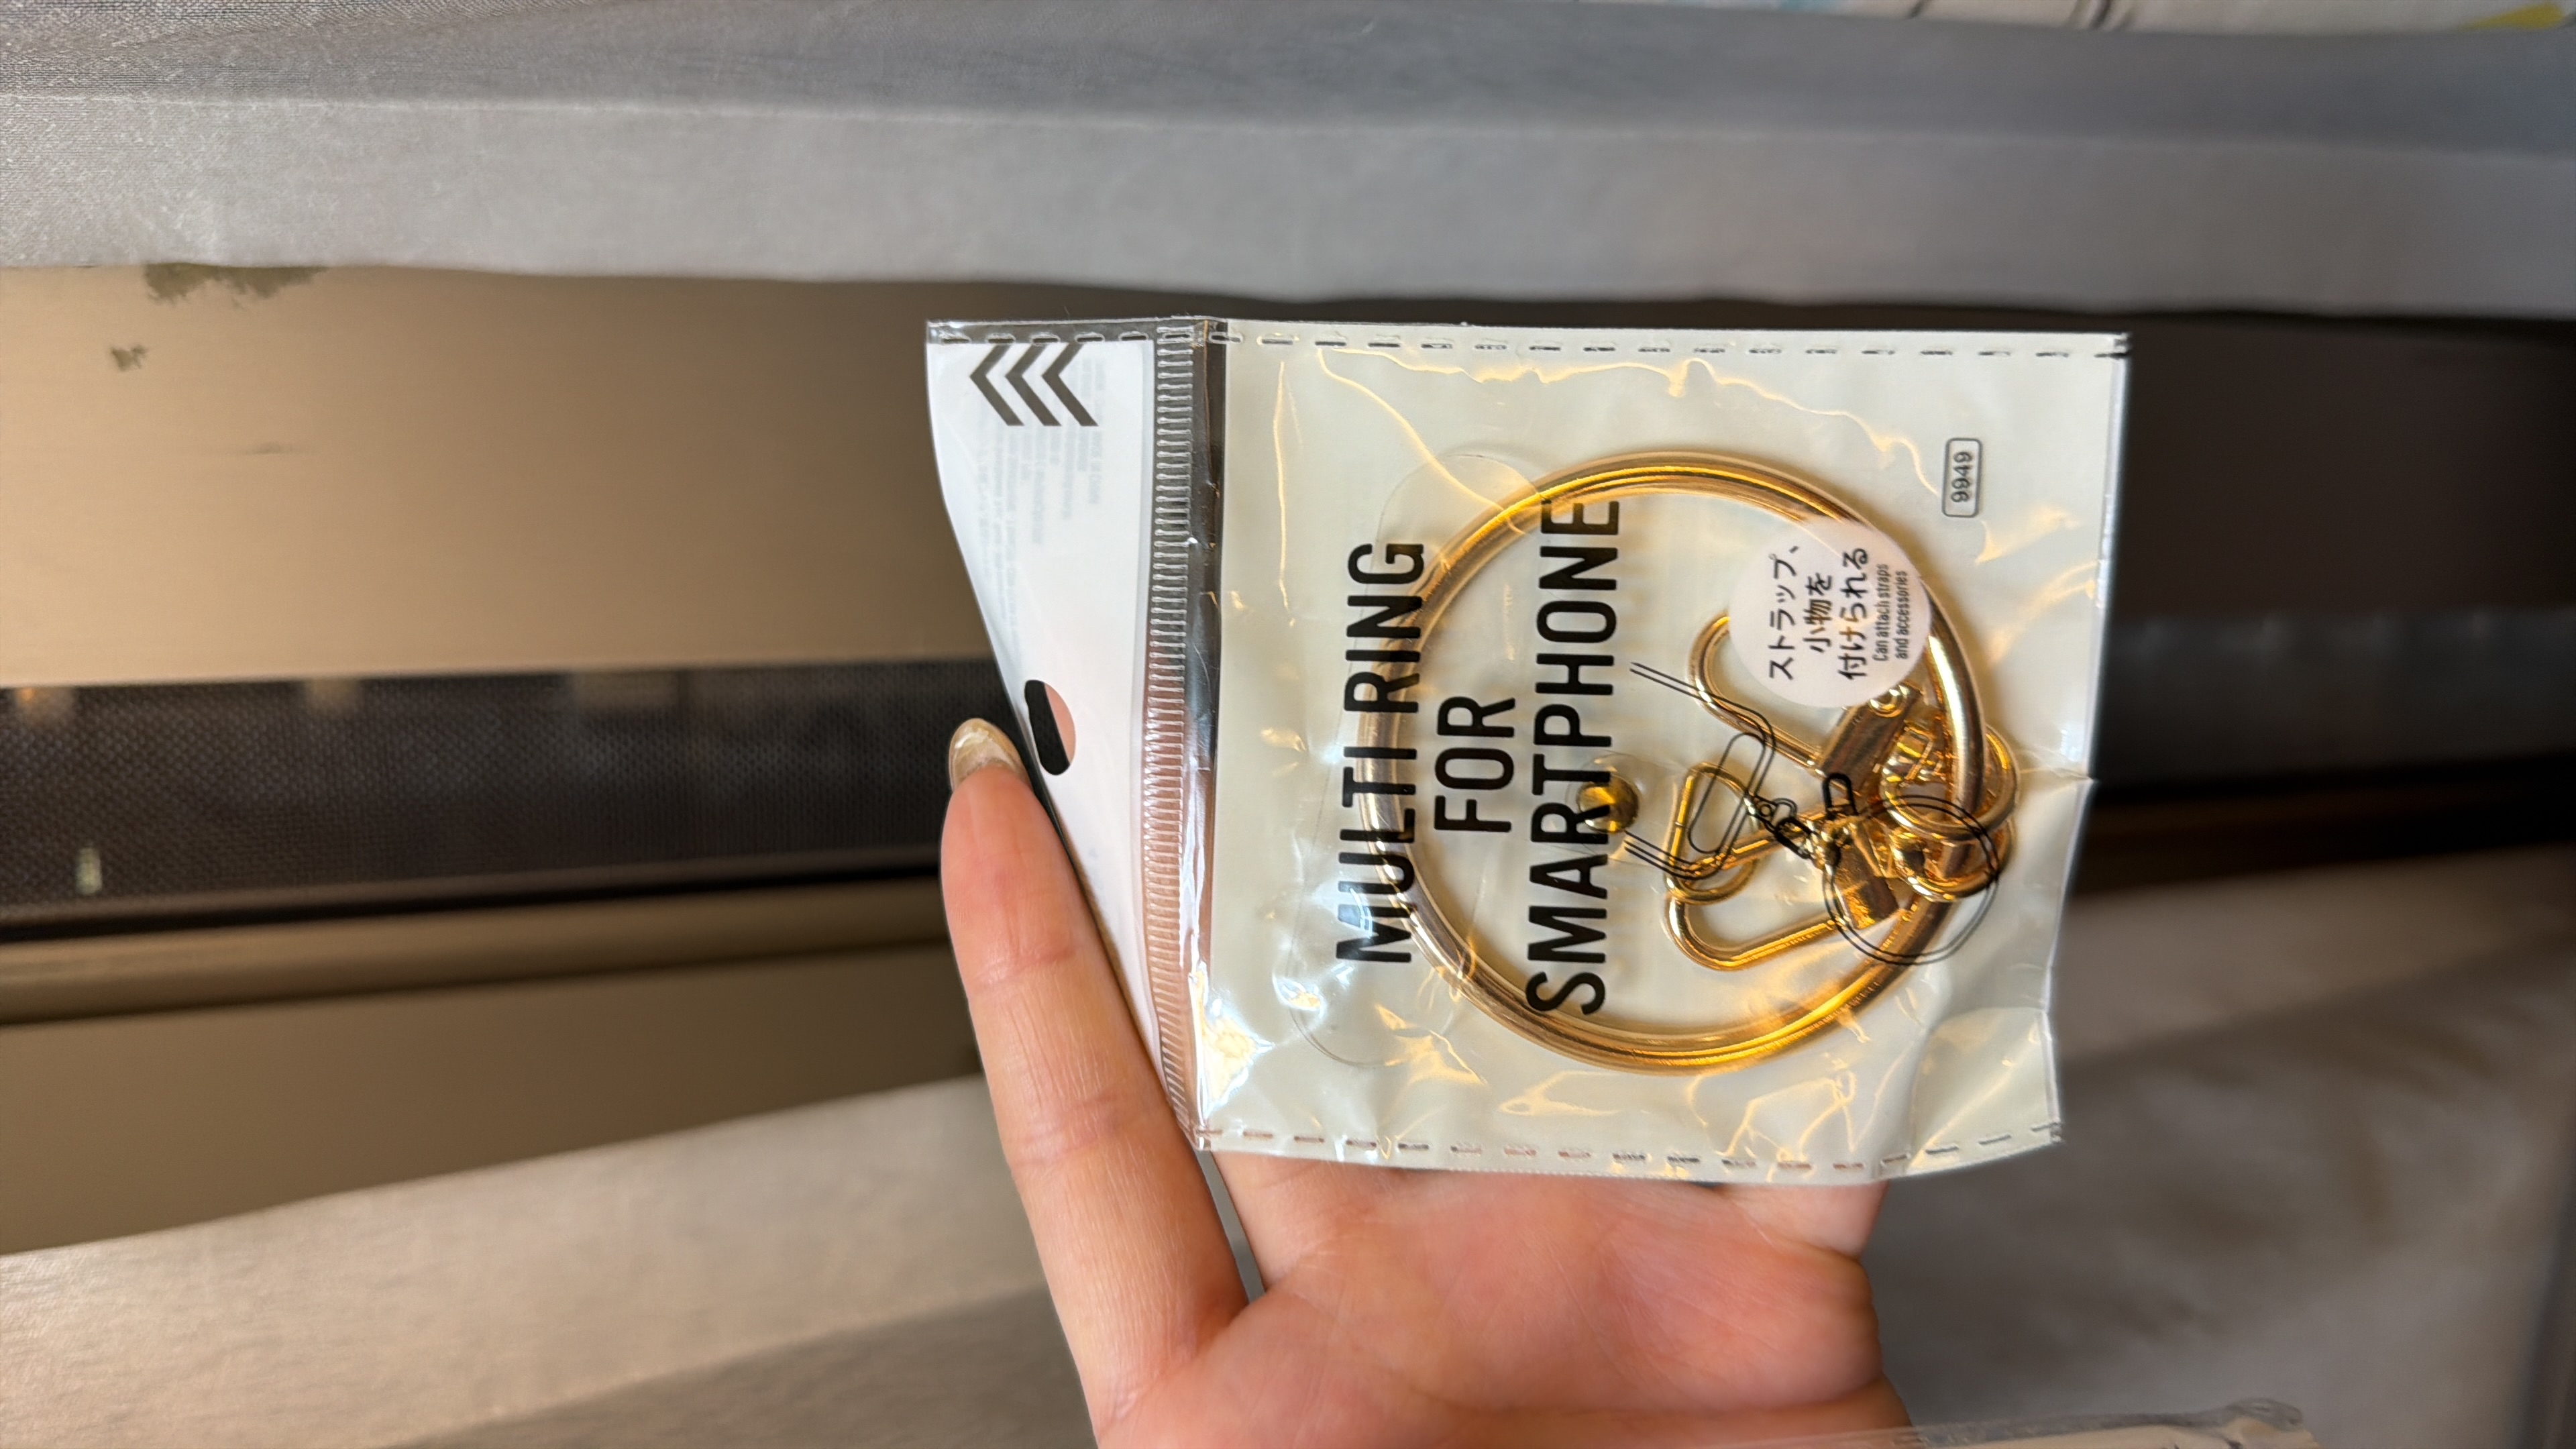 MULTI RING
FOR
SMARTPHONE
ストラップ、
小物を
付けられる
Can attach straps
and accessories
9949